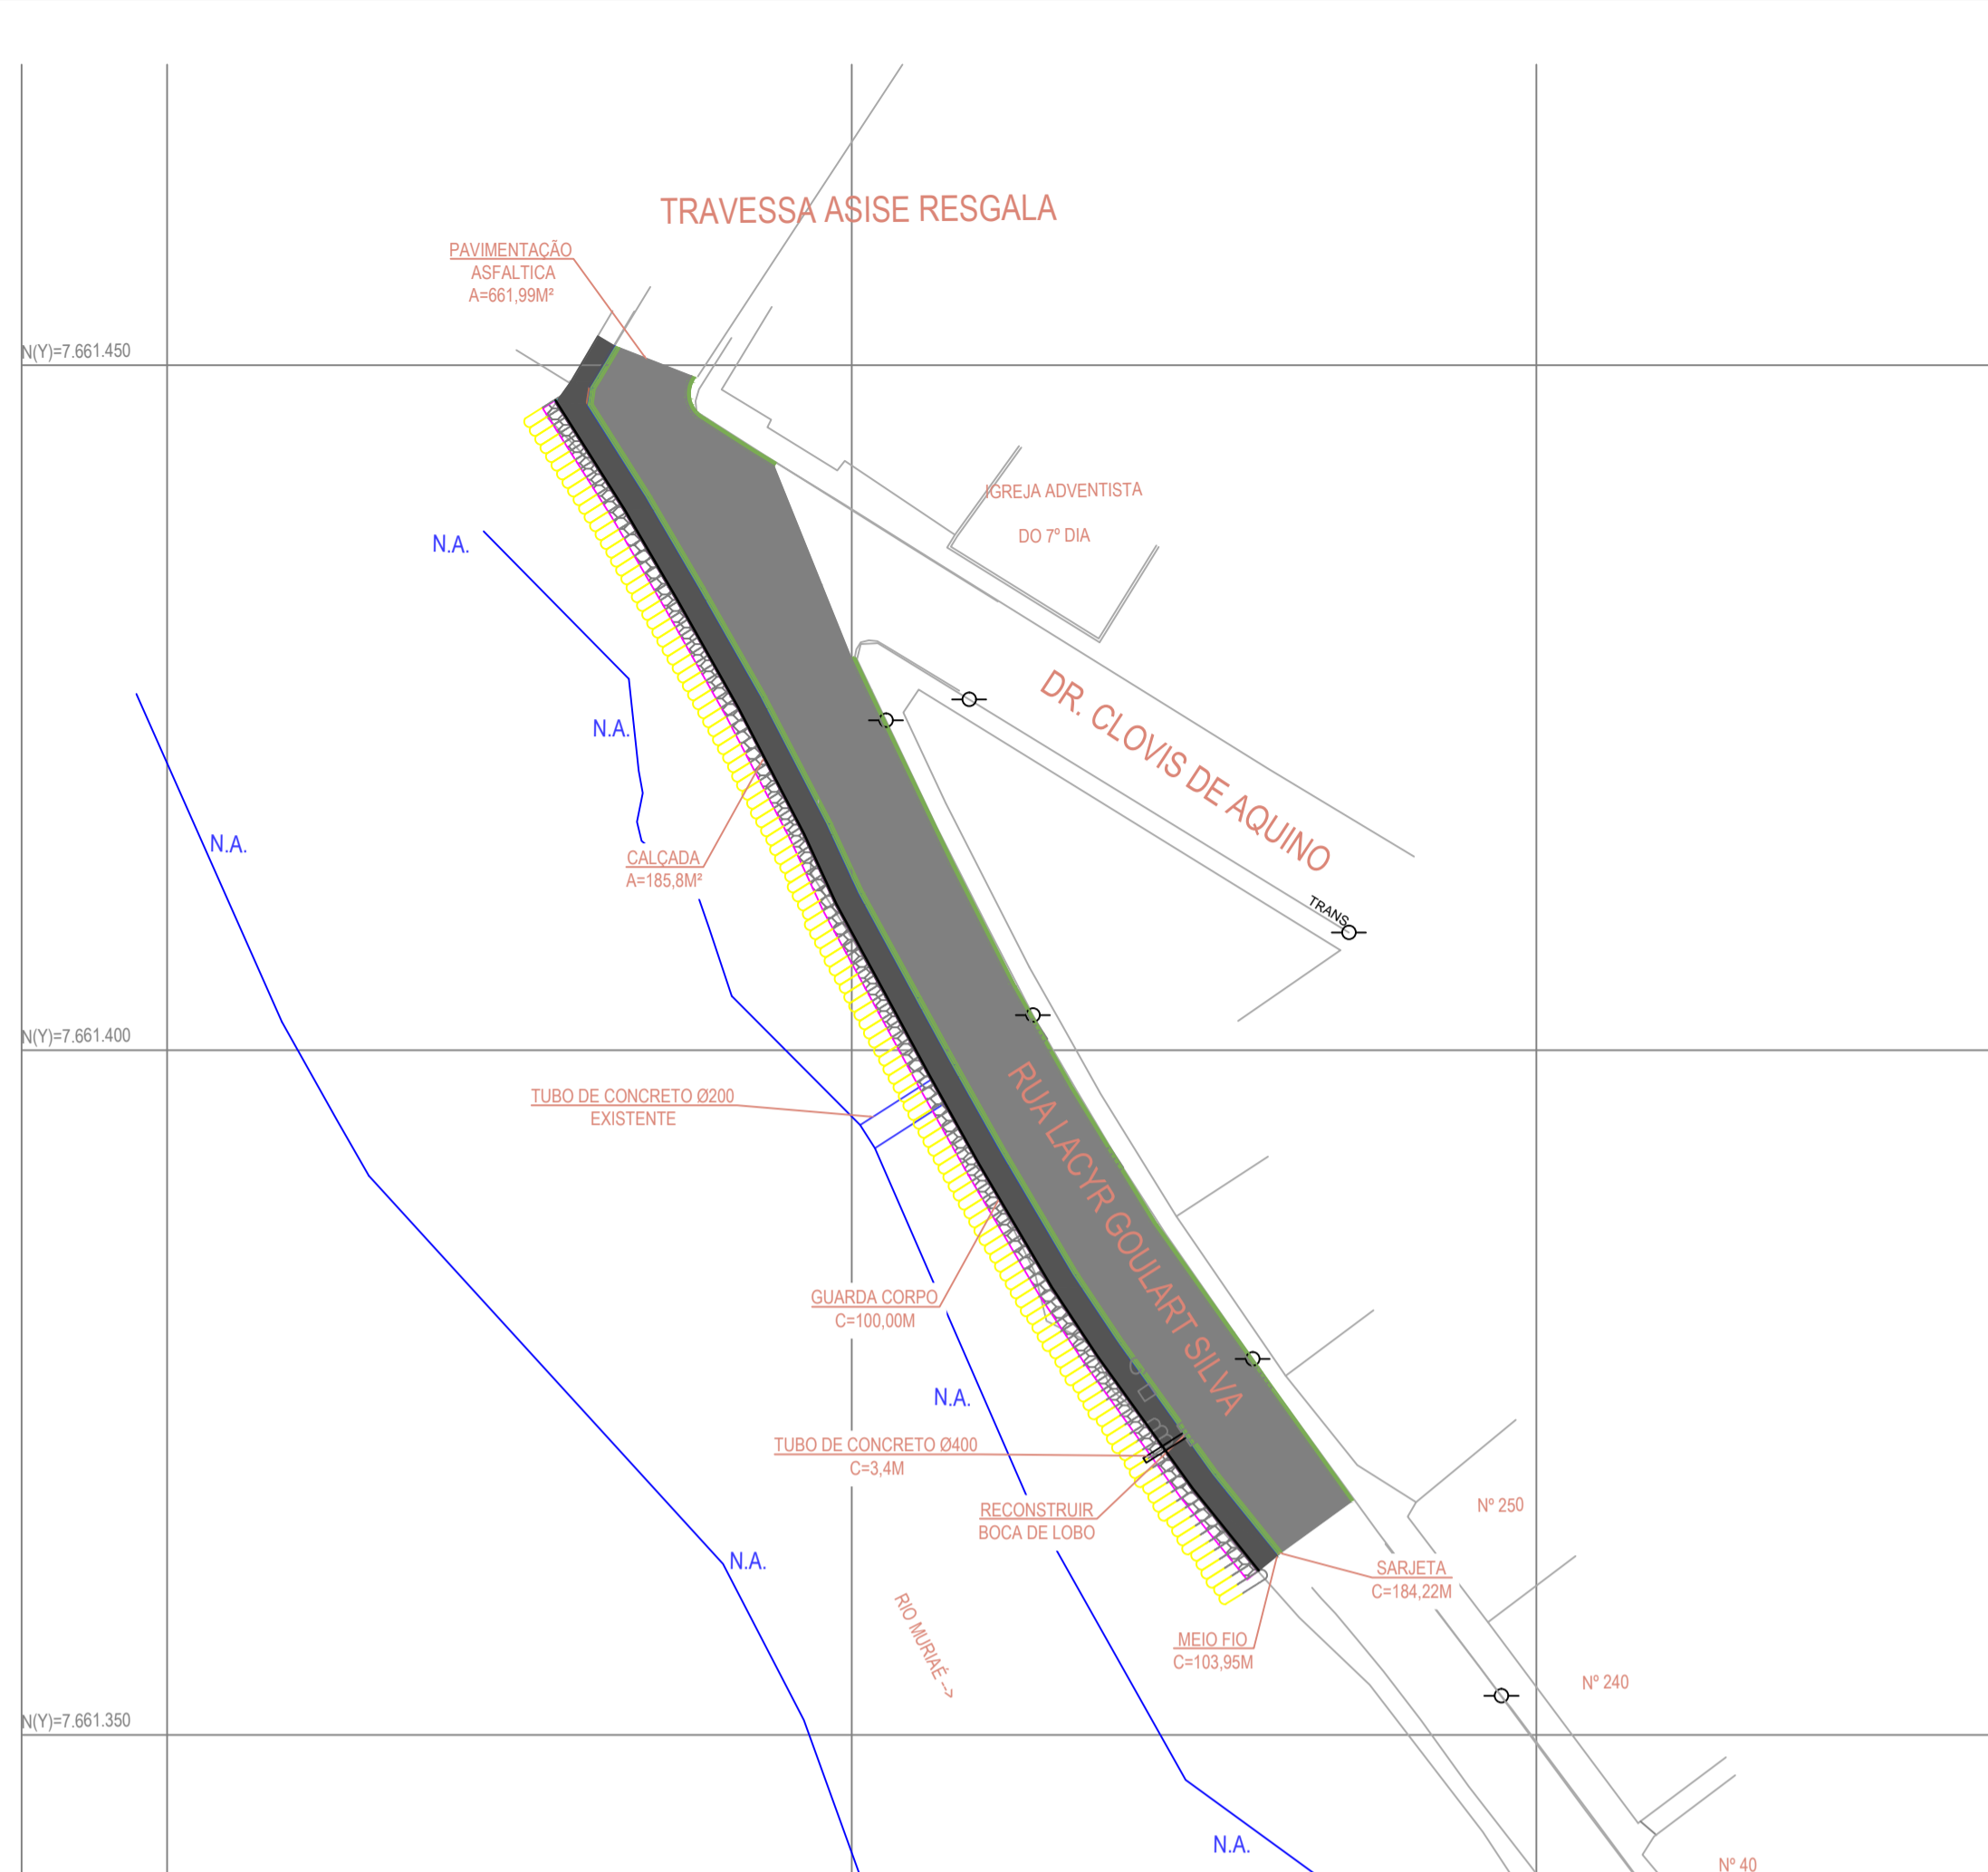 TRAVESSA ASISE RESGALA
PAVIMENTAÇÃO
ASFALTICA
A=661,99M²
N(Y)=7.661.450
IGREJA ADVENTISTA
DO 7º DIA
N.A.
N.A.
DR. CLOVIS DE AQUINO
N.A.
CALÇADA
A=185,8M²
TRANS
N(Y)=7.661.400
TUBO DE CONCRETO Ø200
EXISTENTE
RUA LACYR GOULART SILVA
GUARDA CORPO
C=100,00M
N.A.
TUBO DE CONCRETO Ø400
C=3,4M
RECONSTRUIR
BOCA DE LOBO
Nº 250
N.A.
SARJETA
C=184,22M
RIO MURIAÉ -->
MEIO FIO
C=103,95M
Nº 240
N(Y)=7.661.350
N.A.
Nº 40